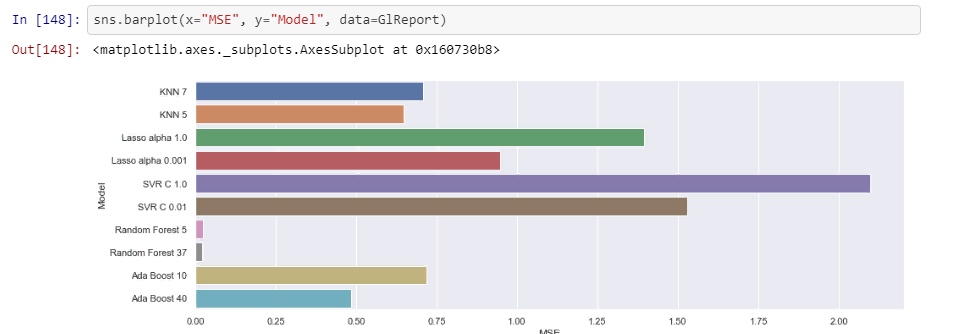 In [148]: sns.barplot(x="MSE", y="Model", data=GlReport)
Out[148]: <matplotlib.axes._subplots.AxesSubplot at 0x160730b8>
KNN 7
KNN 5
Lasso alpha 1.0
Lasso alpha 0.001
SVR C 1.0
SVR C 0.01
Random Forest 5
Random Forest 37
Ada Boost 10
Ada Boost 40
Model
0.00 0.25 0.50 0.75 1.00 1.25 1.50 1.75 2.00
MSE